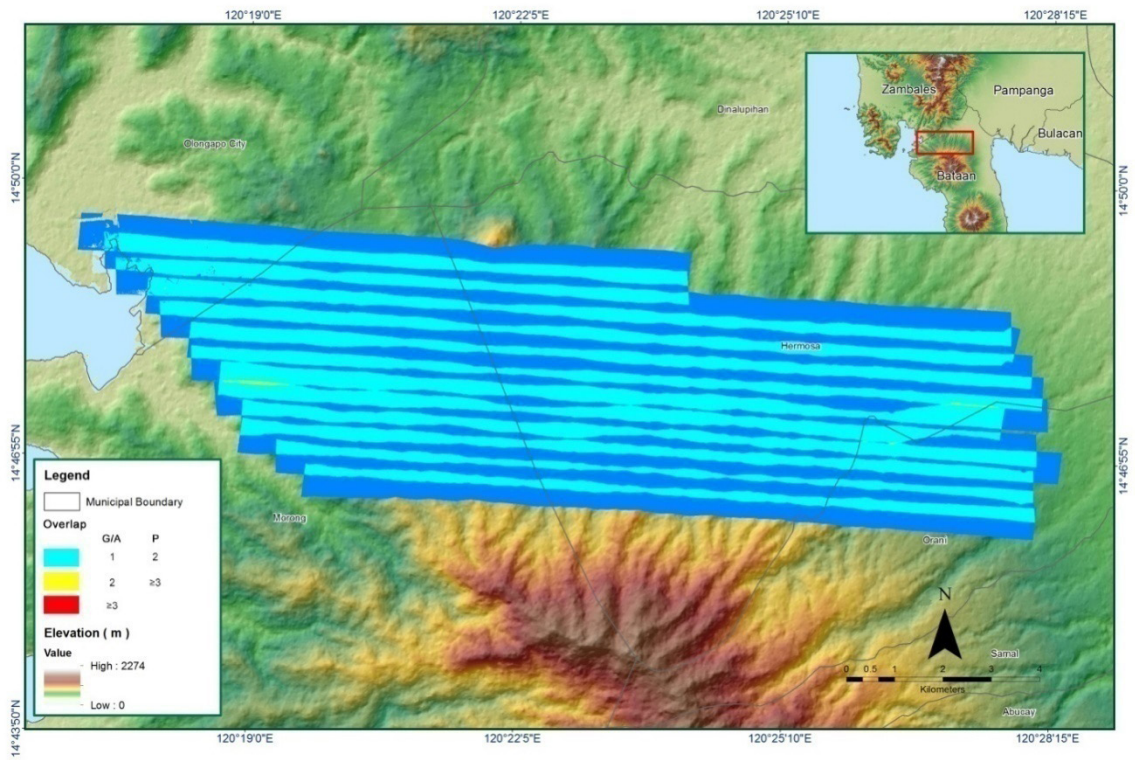 120°19'0"E 120°22'5"E 120°25'10"E 120°28'15"E
Zambales
Pampanga
Bulacan
Bataan
Dinalupihan
Olongapo City
14°50'0"N
14°50'0"N
Hermosa
14°46'55"N
14°46'55"N
Legend
Municipal Boundary
Overlap
G/A P
1 2
2 ≥3
≥3
Elevation ( m )
Value
High : 2274
Low : 0
Morong
Orani
N
Samal
0 0.5 1 2 3 4
Kilometers
Abucay
14°43'50"N
120°19'0"E 120°22'5"E 120°25'10"E 120°28'15"E